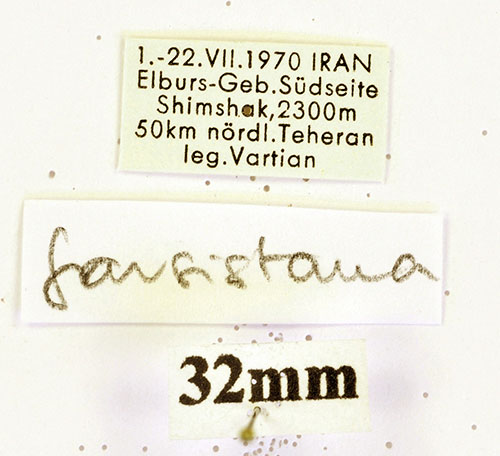 1.-22.VII.1970 IRAN
Elburs-Geb.Südseite
Shimshak,2300m
50km nördl.Teheran
leg.Vartian
farsistana
32mm